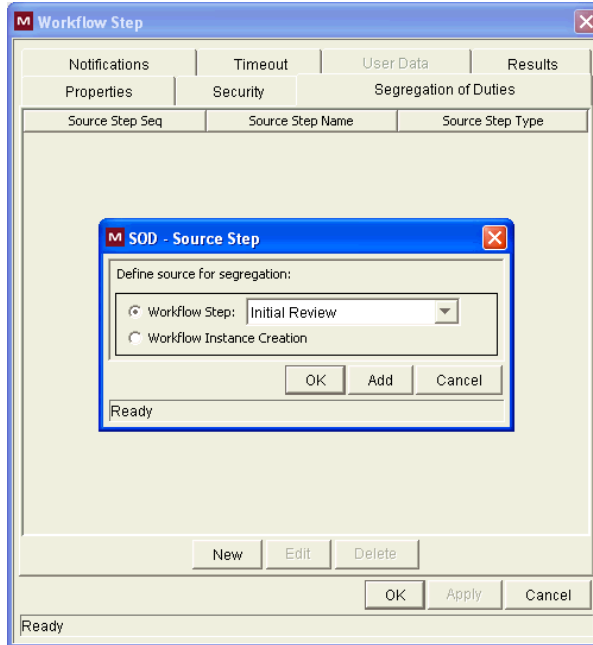 M Workflow Step
Notifications Timeout User Data Results
Properties Security Segregation of Duties
Source Step Seq Source Step Name Source Step Type
M SOD - Source Step
Define source for segregation:
Workflow Step: Initial Review
Workflow Instance Creation
OK Add Cancel
Ready
New Edit Delete
OK Apply Cancel
Ready